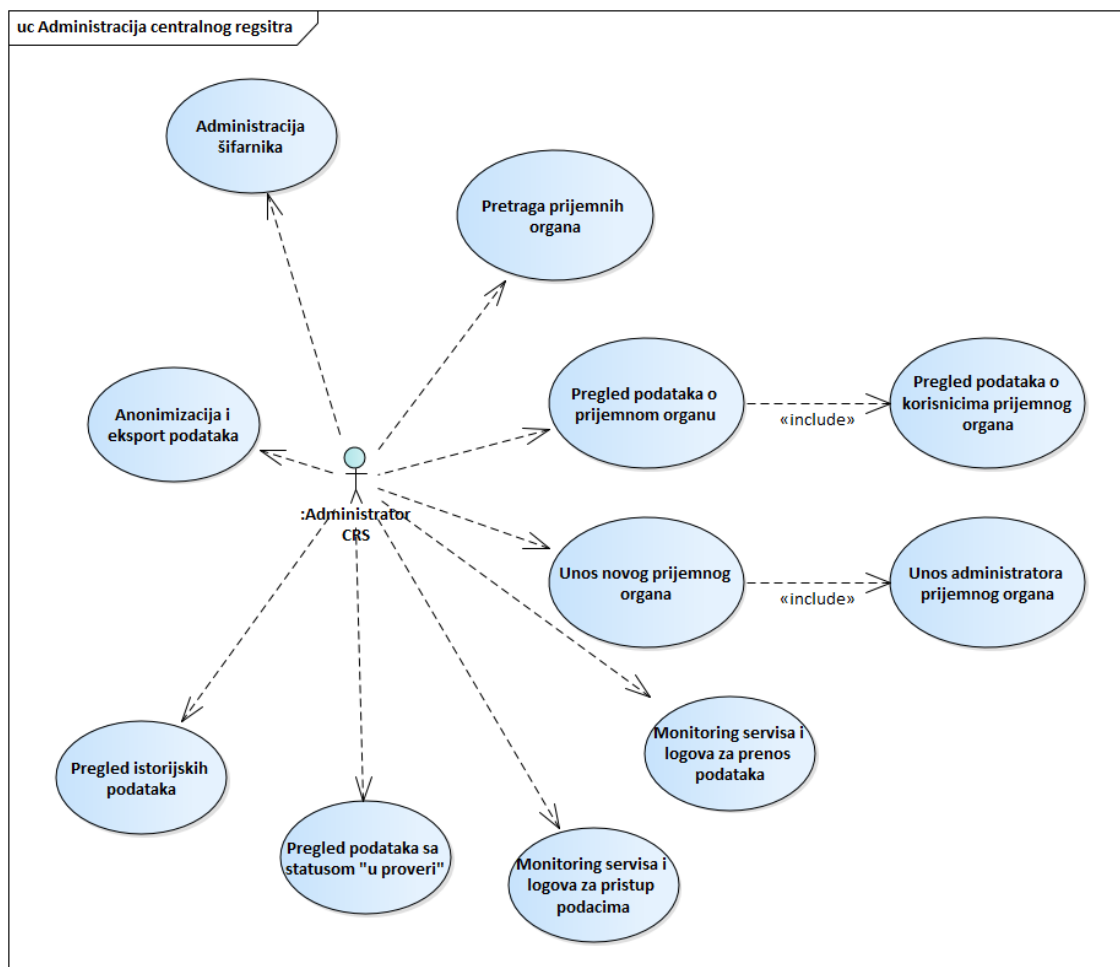 uc Administracija centralnog regsitra
Administracija
šifarnika
Pretraga prijemnih
organa
Pregled podataka o
prijemnom organu
«include»
Pregled podataka o
korisnicima prijemnog
organa
Anonimizacija i
eksport podataka
:Administrator
CRS
Unos novog prijemnog
organa
«include»
Unos administratora
prijemnog organa
Monitoring servisa i
logova za prenos
podataka
Pregled istorijskih
podataka
Pregled podataka sa
statusom "u proveri"
Monitoring servisa i
logova za pristup
podacima